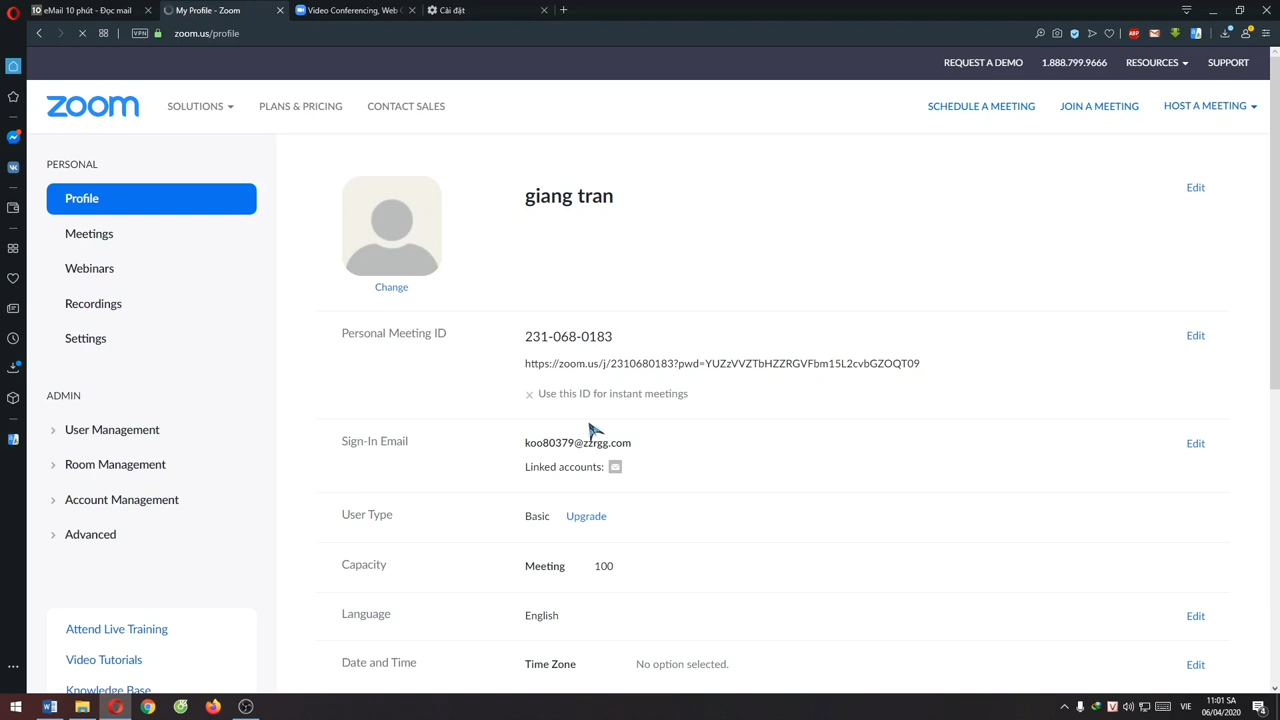 eMail 10 phút - Đọc mail
My Profile - Zoom
Video Conferencing, Web C
Cài đặt
VPN
zoom.us/profile
REQUEST A DEMO
1.888.799.9666
RESOURCES
SUPPORT
zoom
SOLUTIONS
PLANS & PRICING
CONTACT SALES
SCHEDULE A MEETING
JOIN A MEETING
HOST A MEETING
PERSONAL
Profile
Meetings
Webinars
Recordings
Settings
ADMIN
User Management
Room Management
Account Management
Advanced
Attend Live Training
Video Tutorials
Knowledge Base
giang tran
Edit
Change
Personal Meeting ID
231-068-0183
Edit
https://zoom.us/j/2310680183?pwd=YUZzVVZTbHZZRGVFbm15L2cvbGZOQT09
Use this ID for instant meetings
Sign-In Email
koo80379@zzrgg.com
Edit
Linked accounts:
User Type
Basic
Upgrade
Capacity
Meeting
100
Language
English
Edit
Date and Time
Time Zone
No option selected.
Edit
VIE
11:01 SA
06/04/2020